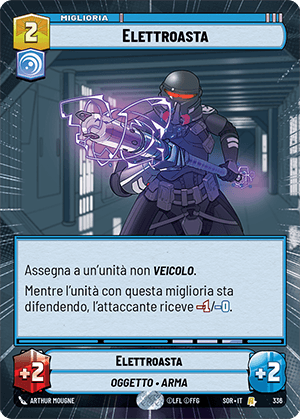 MIGLIORIA
2
ELETTROASTA
Assegna a un'unità non VEICOLO.
Mentre l'unità con questa miglioria sta
difendendo, l'attaccante riceve -1/-0.
ELETTROASTA
+2
OGGETTO • ARMA
+2
ARTHUR MOUGNE
©LFL ©FFG
SOR • IT
336